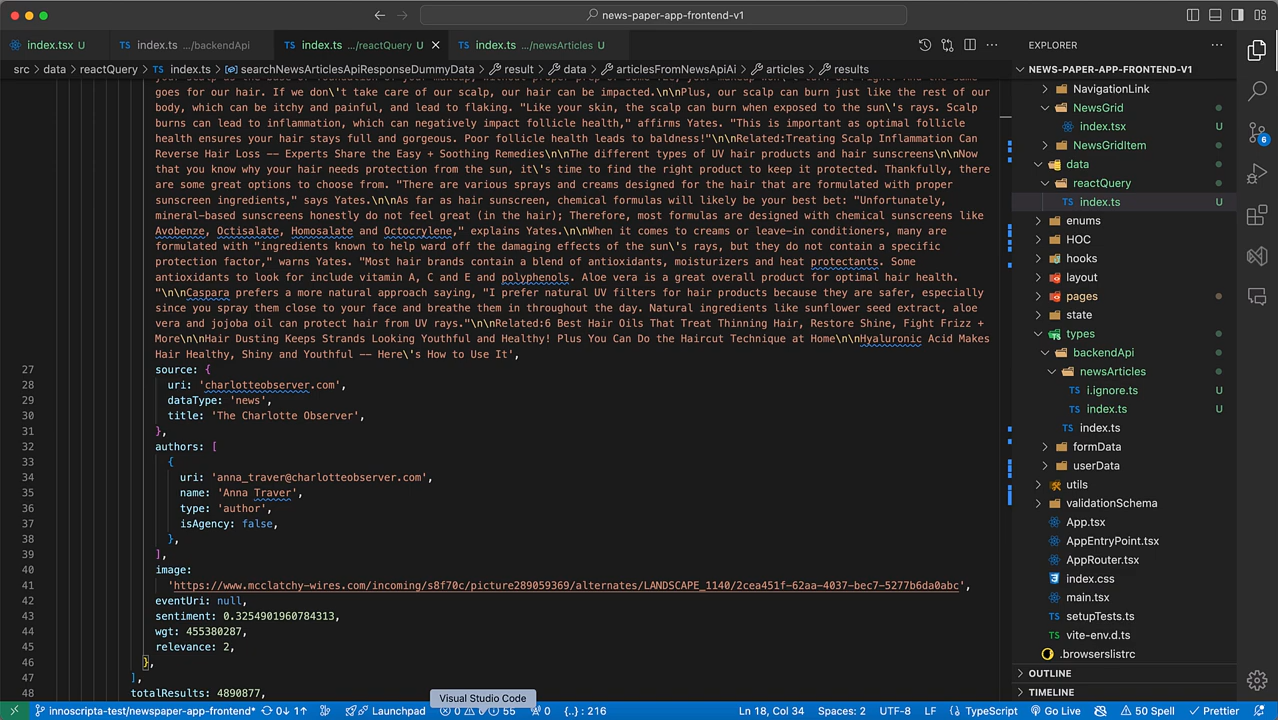 news-paper-app-frontend-v1
index.tsx U
index.ts .../backendApi
index.ts .../reactQuery U
index.ts .../newsArticles U
EXPLORER
src > data > reactQuery > TS index.ts > searchNewsArticlesApiResponseDummyData > result > data > articlesFromNewsApiAi > articles > results
goes for our hair. If we don\'t take care of our scalp, our hair can be impacted.\n\nPlus, our scalp can burn just like the rest of our
body, which can be itchy and painful, and lead to flaking. "Like your skin, the scalp can burn when exposed to the sun\'s rays. Scalp
burns can lead to inflammation, which can negatively impact follicle health," affirms Yates. "This is important as optimal follicle
health ensures your hair stays full and gorgeous. Poor follicle health leads to baldness!"\n\nRelated:Treating Scalp Inflammation Can
Reverse Hair Loss — Experts Share the Easy + Soothing Remedies\n\nThe different types of UV hair products and hair sunscreens\n\nNow
that you know why your hair needs protection from the sun, it\'s time to find the right product to keep it protected. Thankfully, there
are some great options to choose from. "There are various sprays and creams designed for the hair that are formulated with proper
sunscreen ingredients," says Yates.\n\nAs far as hair sunscreen, chemical formulas will likely be your best bet: "Unfortunately,
mineral-based sunscreens honestly do not feel great (in the hair); Therefore, most formulas are designed with chemical sunscreens like
Avobenze, Octisalate, Homosalate and Octocrylene," explains Yates.\n\nWhen it comes to creams or leave-in conditioners, many are
formulated with "ingredients known to help ward off the damaging effects of the sun\'s rays, but they do not contain a specific
protection factor," warns Yates. "Most hair brands contain a blend of antioxidants, moisturizers and heat protectants. Some
antioxidants to look for include vitamin A, C and E and polyphenols. Aloe vera is a great overall product for optimal hair health.
"\n\nCaspara prefers a more natural approach saying, "I prefer natural UV filters for hair products because they are safer, especially
since you spray them close to your face and breathe them in throughout the day. Natural ingredients like sunflower seed extract, aloe
vera and jojoba oil can protect hair from UV rays."\n\nRelated:6 Best Hair Oils That Treat Thinning Hair, Restore Shine, Fight Frizz +
More\n\nHair Dusting Keeps Strands Looking Youthful and Healthy! Plus You Can Do the Haircut Technique at Home\n\nHyaluronic Acid Makes
Hair Healthy, Shiny and Youthful — Here\'s How to Use It',
27 source: {
28 uri: 'charlotteobserver.com',
29 dataType: 'news',
30 title: 'The Charlotte Observer',
31 },
32 authors: [
33 {
34 uri: 'anna_traver@charlotteobserver.com',
35 name: 'Anna Traver',
36 type: 'author',
37 isAgency: false,
38 },
39 ],
40 image:
41 'https://www.mcclatchy-wires.com/incoming/s8f70c/picture289059369/alternates/LANDSCAPE_1140/2cea451f-62aa-4037-bec7-5277b6da0abc',
42 eventUri: null,
43 sentiment: 0.3254901960784313,
44 wgt: 455380287,
45 relevance: 2,
46 },
47 ],
48 totalResults: 4890877,
NEWS-PAPER-APP-FRONTEND-V1
NavigationLink
NewsGrid
index.tsx U
NewsGridItem
data
reactQuery
TS index.ts U
enums
HOC
hooks
layout
pages
state
types
backendApi
newsArticles
TS i.ignore.ts U
TS index.ts U
TS index.ts
formData
userData
utils
validationSchema
App.tsx
AppEntryPoint.tsx
AppRouter.tsx
index.css
main.tsx
TS setupTests.ts
TS vite-env.d.ts
.browserslistrc
OUTLINE
TIMELINE
6
Visual Studio Code
innoscripta-test/newspaper-app-frontend* 0↓ 1↑ Launchpad 0 0 55 0 {..} : 216 Ln 18, Col 34 Spaces: 2 UTF-8 LF {} TypeScript Go Live 50 Spell Prettier